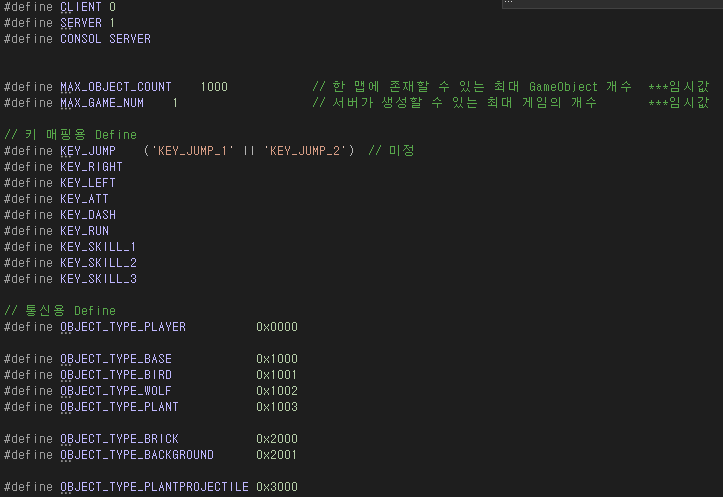 #define CLIENT 0
#define SERVER 1
#define CONSOL SERVER
#define MAX_OBJECT_COUNT 1000 // 한 맵에 존재할 수 있는 최대 GameObject 개수 ***임시값
#define MAX_GAME_NUM 1 // 서버가 생성할 수 있는 최대 게임의 개수 ***임시값
// 키 매핑용 Define
#define KEY_JUMP ('KEY_JUMP_1' || 'KEY_JUMP_2') // 미정
#define KEY_RIGHT
#define KEY_LEFT
#define KEY_ATT
#define KEY_DASH
#define KEY_RUN
#define KEY_SKILL_1
#define KEY_SKILL_2
#define KEY_SKILL_3
// 통신용 Define
#define OBJECT_TYPE_PLAYER 0x0000
#define OBJECT_TYPE_BASE 0x1000
#define OBJECT_TYPE_BIRD 0x1001
#define OBJECT_TYPE_WOLF 0x1002
#define OBJECT_TYPE_PLANT 0x1003
#define OBJECT_TYPE_BRICK 0x2000
#define OBJECT_TYPE_BACKGROUND 0x2001
#define OBJECT_TYPE_PLANTPROJECTILE 0x3000